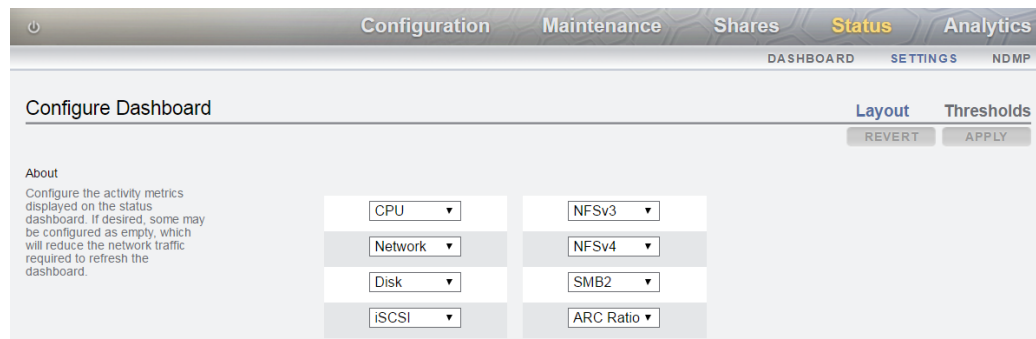 Configuration Maintenance Shares Status Analytics
DASHBOARD SETTINGS NDMP
Configure Dashboard
Layout Thresholds
REVERT APPLY
About
Configure the activity metrics
displayed on the status
dashboard. If desired, some may
be configured as empty, which
will reduce the network traffic
required to refresh the
dashboard.
CPU NFSv3
Network NFSv4
Disk SMB2
iSCSI ARC Ratio